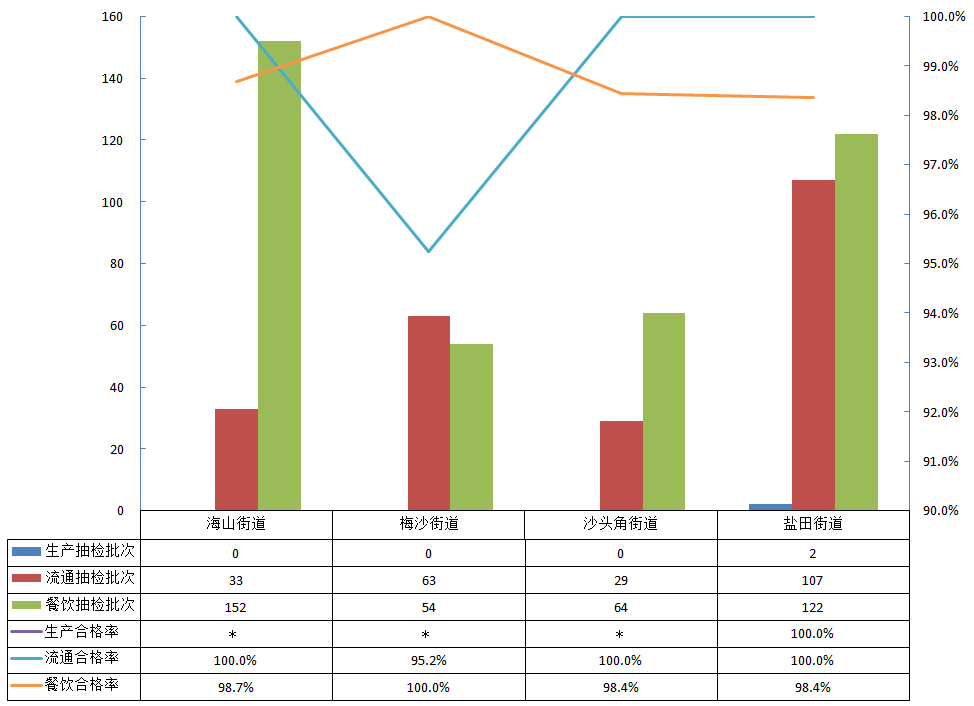 160
140
120
100
80
60
40
20
0
100.0%
99.0%
98.0%
97.0%
96.0%
95.0%
94.0%
93.0%
92.0%
91.0%
90.0%
海山街道 梅沙街道 沙头角街道 盐田街道
生产抽检批次 0 0 0 2
流通抽检批次 33 63 29 107
餐饮抽检批次 152 54 64 122
生产合格率 * * * 100.0%
流通合格率 100.0% 95.2% 100.0% 100.0%
餐饮合格率 98.7% 100.0% 98.4% 98.4%